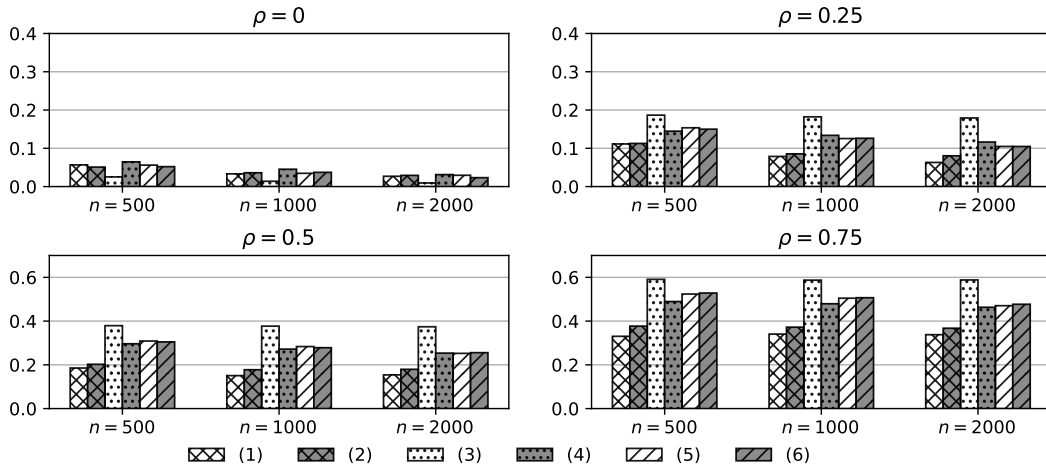 ρ = 0
0.4
0.3
0.2
0.1
0.0
n = 500 n = 1000 n = 2000
ρ = 0.25
0.4
0.3
0.2
0.1
0.0
n = 500 n = 1000 n = 2000
ρ = 0.5
0.6
0.4
0.2
0.0
n = 500 n = 1000 n = 2000
ρ = 0.75
0.6
0.4
0.2
0.0
n = 500 n = 1000 n = 2000
(1) (2) (3) (4) (5) (6)